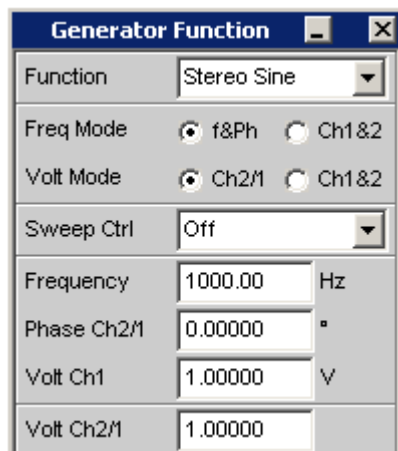 Generator Function
Function Stereo Sine
Freq Mode f&Ph Ch1&2
Volt Mode Ch2/1 Ch1&2
Sweep Ctrl Off
Frequency 1000.00 Hz
Phase Ch2/1 0.00000 °
Volt Ch1 1.00000 V
Volt Ch2/1 1.00000